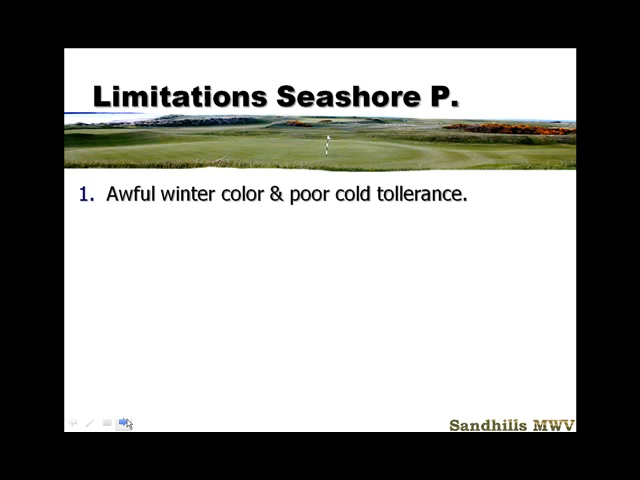 Limitations Seashore P.
1. Awful winter color & poor cold tollerance.
Sandhills MWV